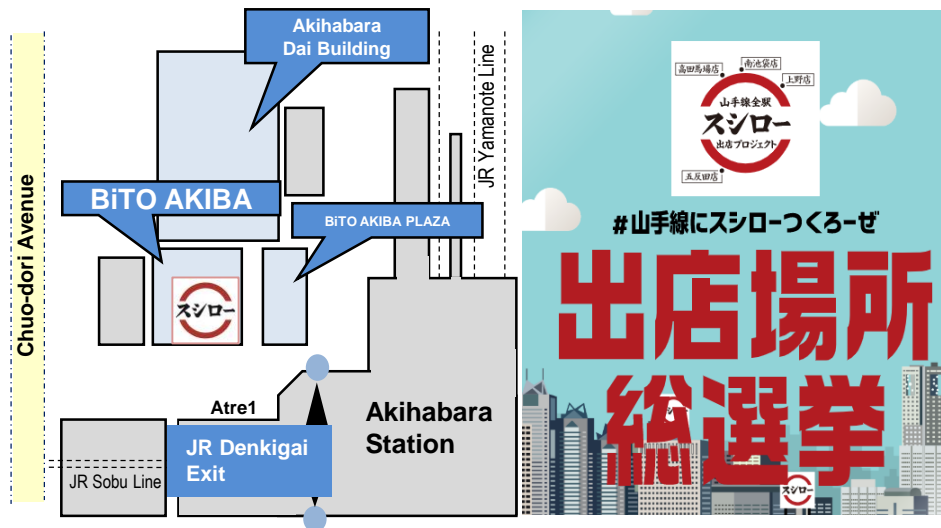 Akihabara
Dai Building
JR Yamanote Line
Chuo-dori Avenue
BiTO AKIBA
BiTO AKIBA PLAZA
スシロー
Atre1
Akihabara
Station
JR Denkigai
Exit
JR Sobu Line
南池袋店
高田馬場店
上野店
山手線全駅
スシロー
出店プロジェクト
五反田店
#山手線にスシローつくろーぜ
出店場所
総選挙
スシロー